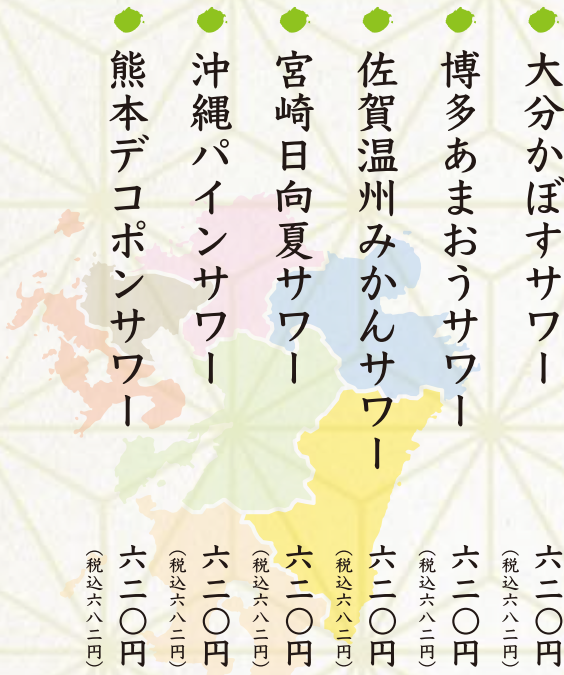 大分かぼすサワー
六二〇円
（税込六八二円）
博多あまおうサワー
六二〇円
（税込六八二円）
佐賀温州みかんサワー
六二〇円
（税込六八二円）
宮崎日向夏サワー
六二〇円
（税込六八二円）
沖縄パインサワー
六二〇円
（税込六八二円）
熊本デコポンサワー
六二〇円
（税込六八二円）